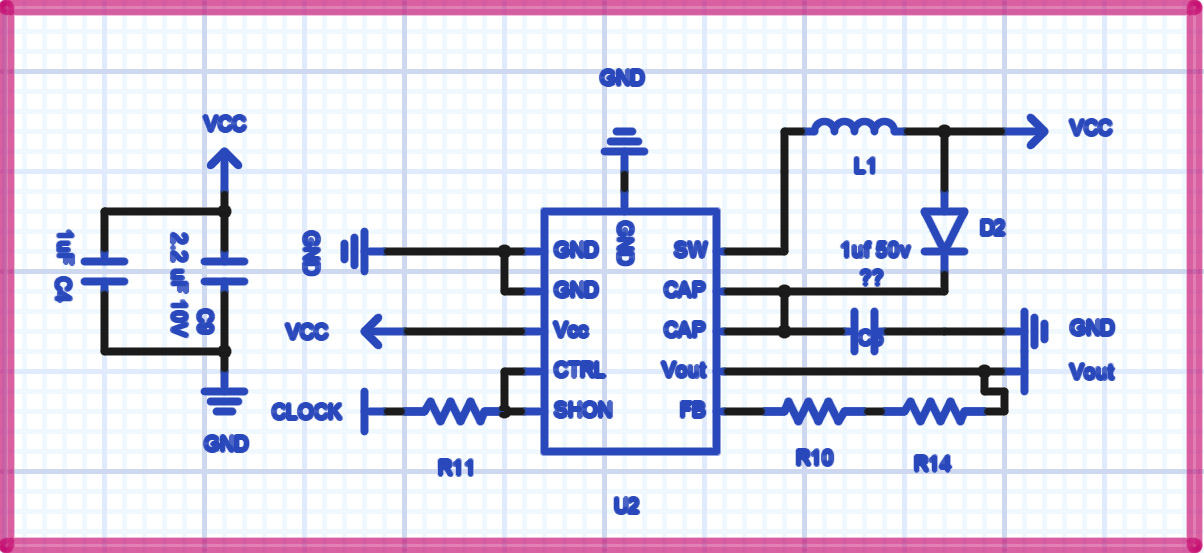 GND
VCC
VCC
L1
1uF
C4
2.2 uF 10V
C9
GND
GND
GND
GND
Vcc
CTRL
SHON
SW
CAP
CAP
Vout
FB
D2
1uf 50v
??
GND
Vout
VCC
CLOCK
GND
R11
R10
R14
U2